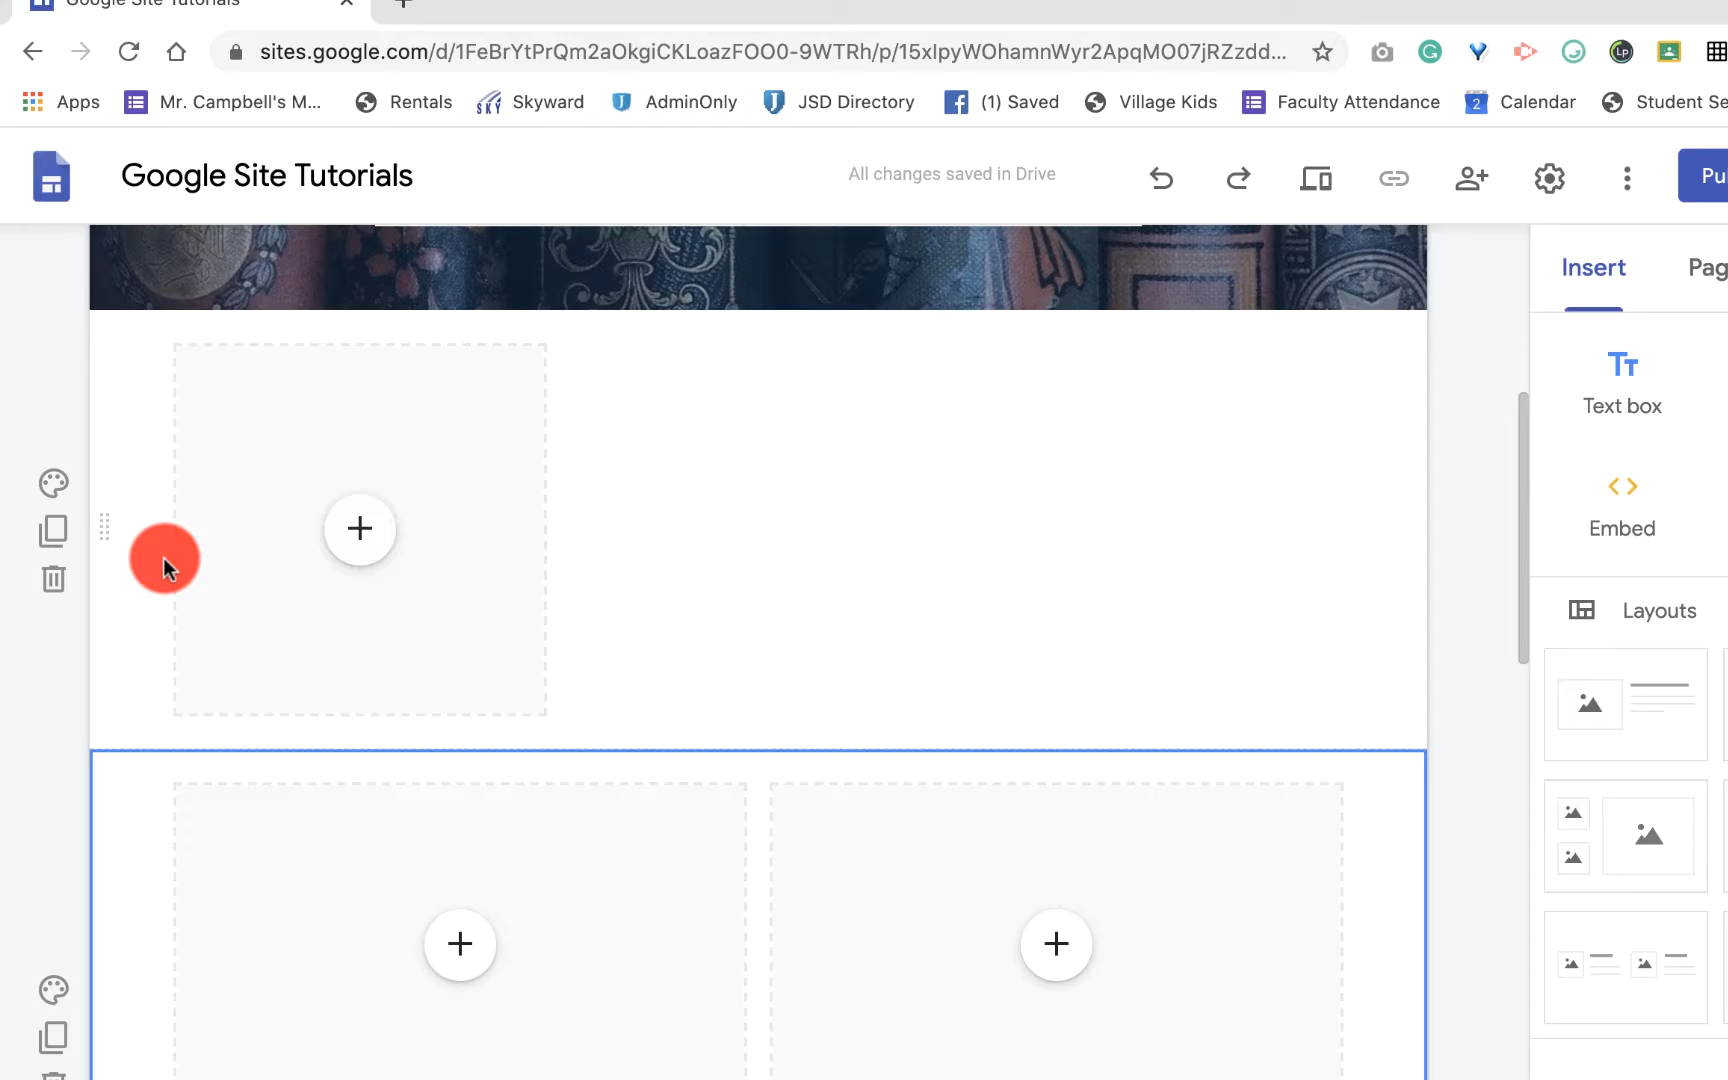 Google Site Tutorials
sites.google.com/d/1FeBrYtPrQm2aOkgiCKLoazFOO0-9WTRh/p/15xlpyWOhamnWyr2ApqMO07jRZzdd...
Apps Mr. Campbell's M... Rentals Skyward AdminOnly JSD Directory (1) Saved Village Kids Faculty Attendance 2 Calendar Student Se
Google Site Tutorials All changes saved in Drive Pu
Insert Pag
Text box
Embed
Layouts